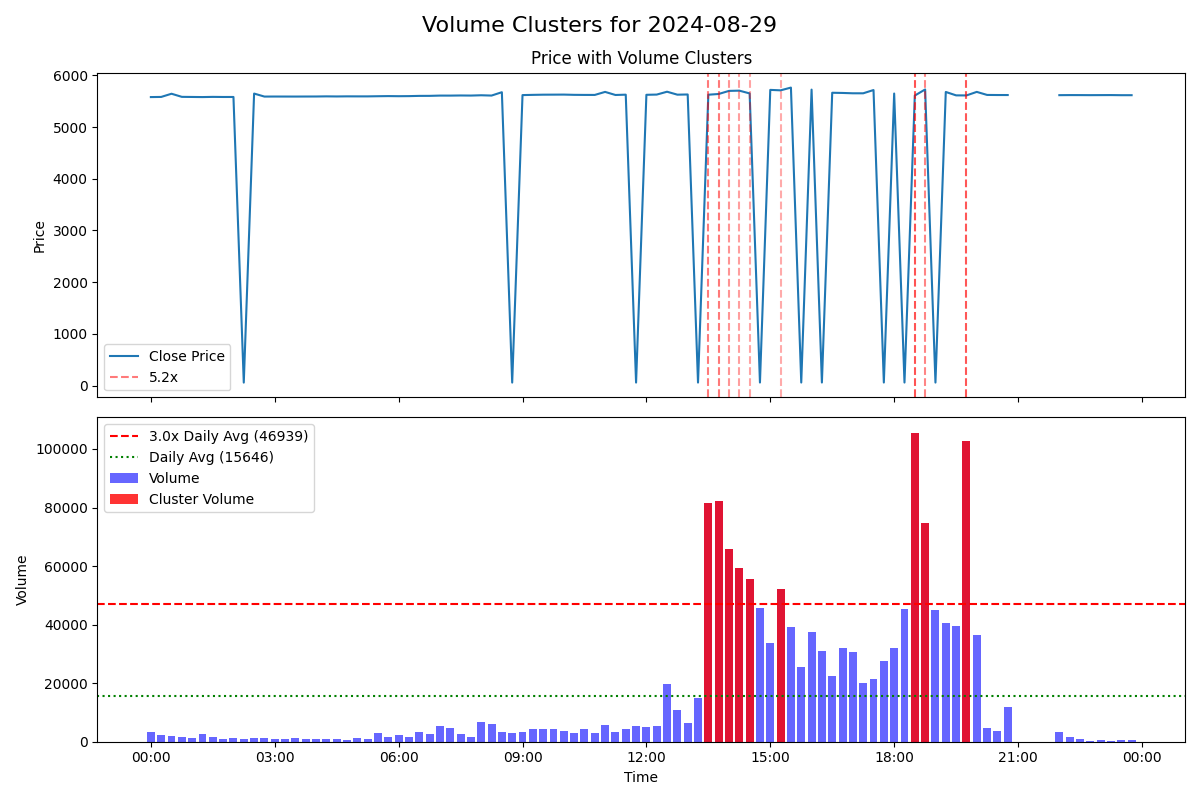 Volume Clusters for 2024-08-29
Price with Volume Clusters
6000
5000
4000
3000
2000
1000
0
Price
Close Price
5.2x
100000
80000
60000
40000
20000
0
Volume
3.0x Daily Avg (46939)
Daily Avg (15646)
Volume
Cluster Volume
00:00 03:00 06:00 09:00 12:00 15:00 18:00 21:00 00:00
Time